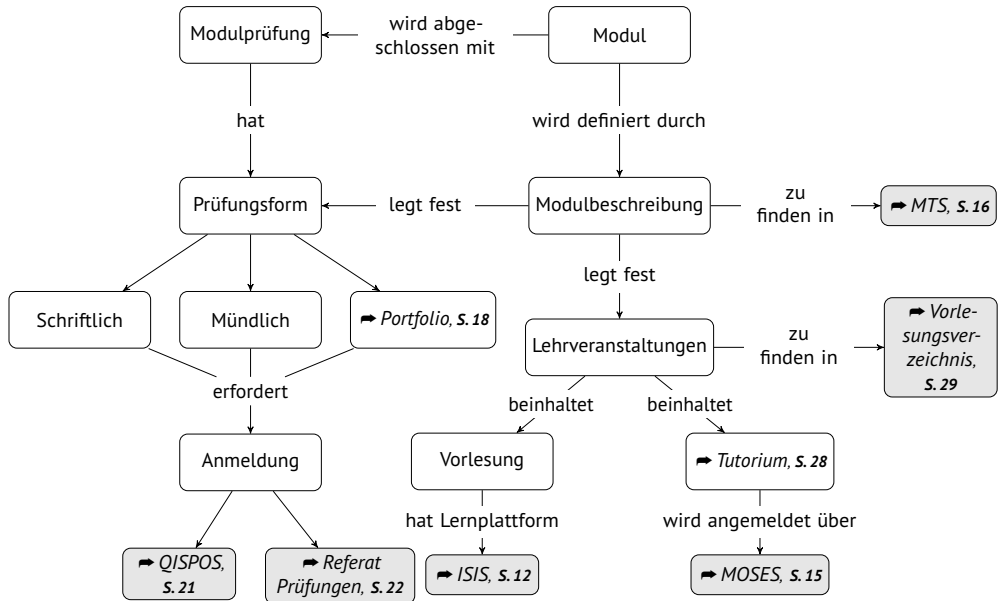 Modulprüfung
wird abge-
schlossen mit
Modul
hat
wird definiert durch
Prüfungsform
legt fest
Modulbeschreibung
zu
finden in
➦ MTS, S. 16
legt fest
Schriftlich
Mündlich
➦ Portfolio, S. 18
Lehrveranstaltungen
zu
finden in
➦ Vorle-
sungsver-
zeichnis,
S. 29
erfordert
beinhaltet
beinhaltet
Anmeldung
Vorlesung
➦ Tutorium, S. 28
hat Lernplattform
wird angemeldet über
➦ QISPOS,
S. 21
➦ Referat
Prüfungen, S. 22
➦ ISIS, S. 12
➦ MOSES, S. 15